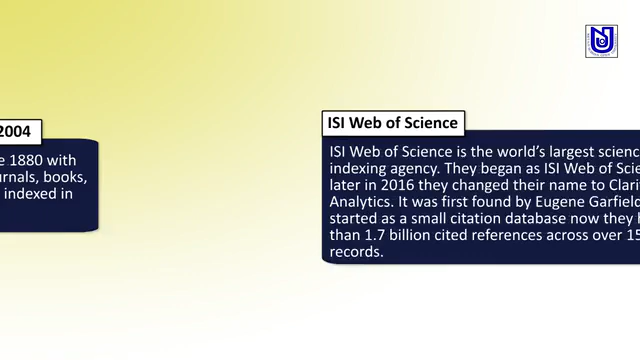 2004
e 1880 with
urnals, books,
indexed in
ISI Web of Science
ISI Web of Science is the world's largest scienc
indexing agency. They began as ISI Web of Scie
later in 2016 they changed their name to Clari
Analytics. It was first found by Eugene Garfield
started as a small citation database now they h
than 1.7 billion cited references across over 15
records.